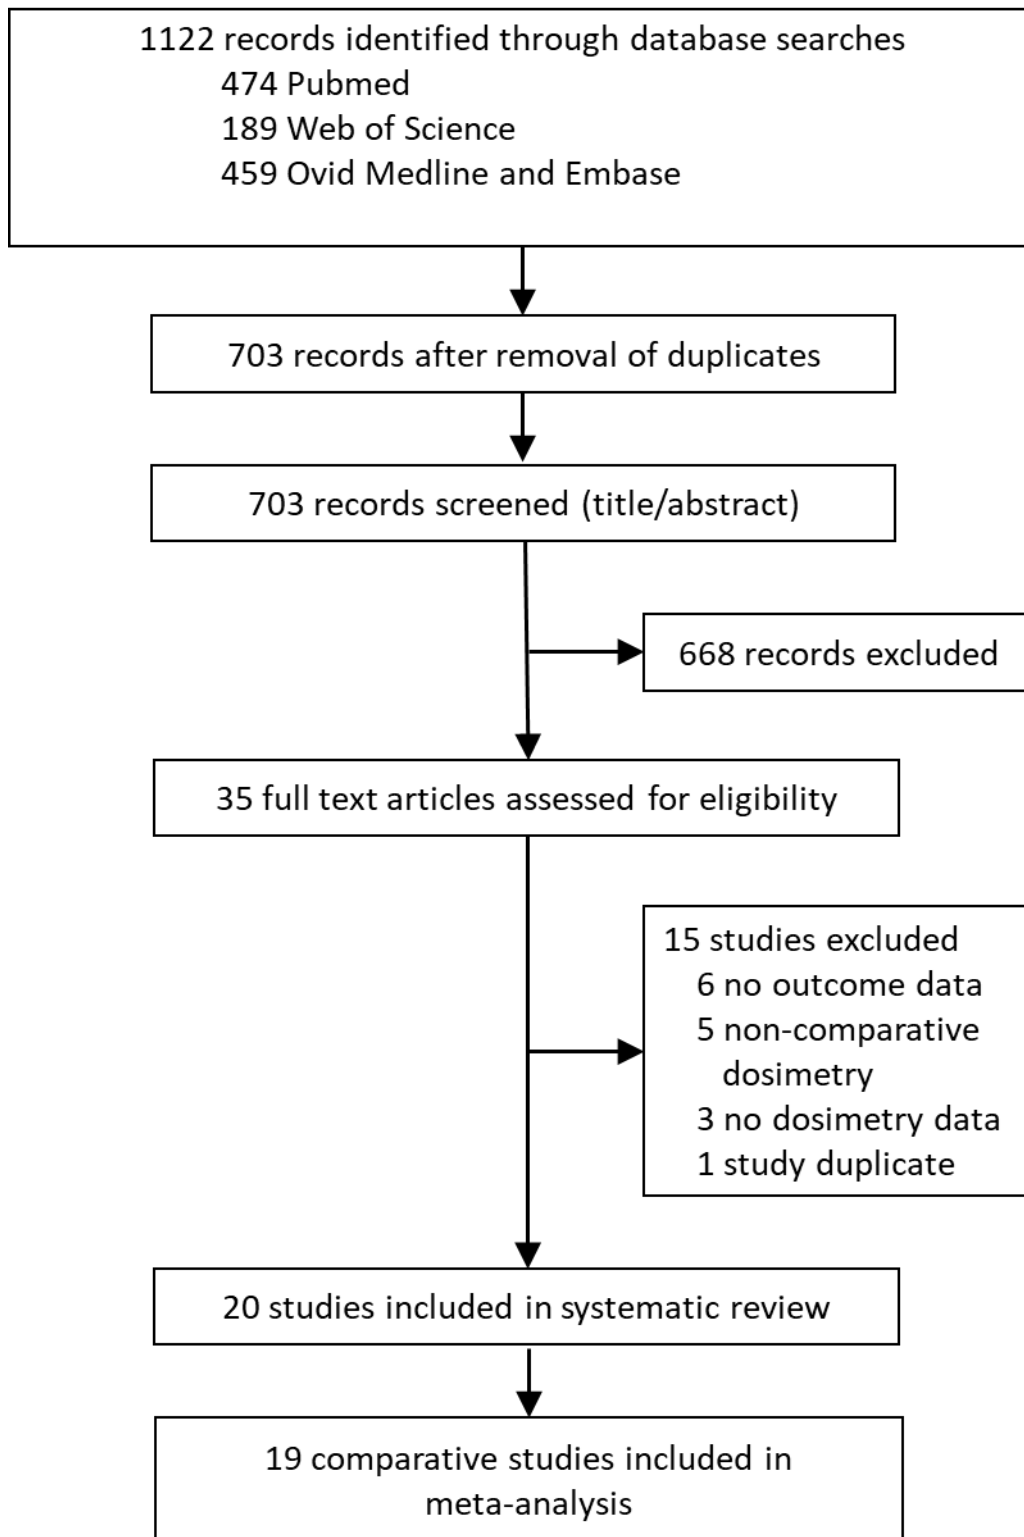 1122 records identified through database searches
474 Pubmed
189 Web of Science
459 Ovid Medline and Embase
703 records after removal of duplicates
703 records screened (title/abstract)
668 records excluded
35 full text articles assessed for eligibility
15 studies excluded
6 no outcome data
5 non-comparative
dosimetry
3 no dosimetry data
1 study duplicate
20 studies included in systematic review
19 comparative studies included in
meta-analysis